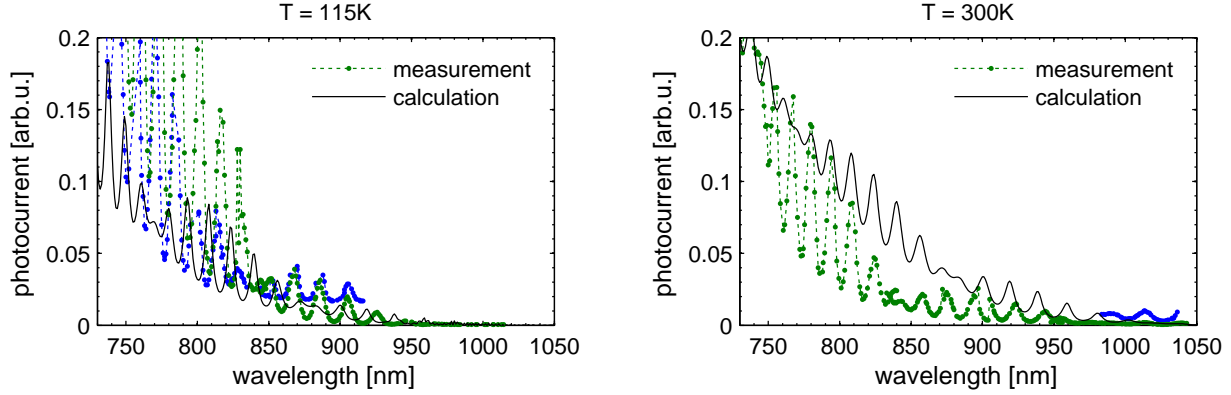 T = 115K
0.2
0.15
0.1
0.05
0
photocurrent [arb.u.]
measurement
calculation
750 800 850 900 950 1000 1050
wavelength [nm]
T = 300K
0.2
0.15
0.1
0.05
0
photocurrent [arb.u.]
measurement
calculation
750 800 850 900 950 1000 1050
wavelength [nm]